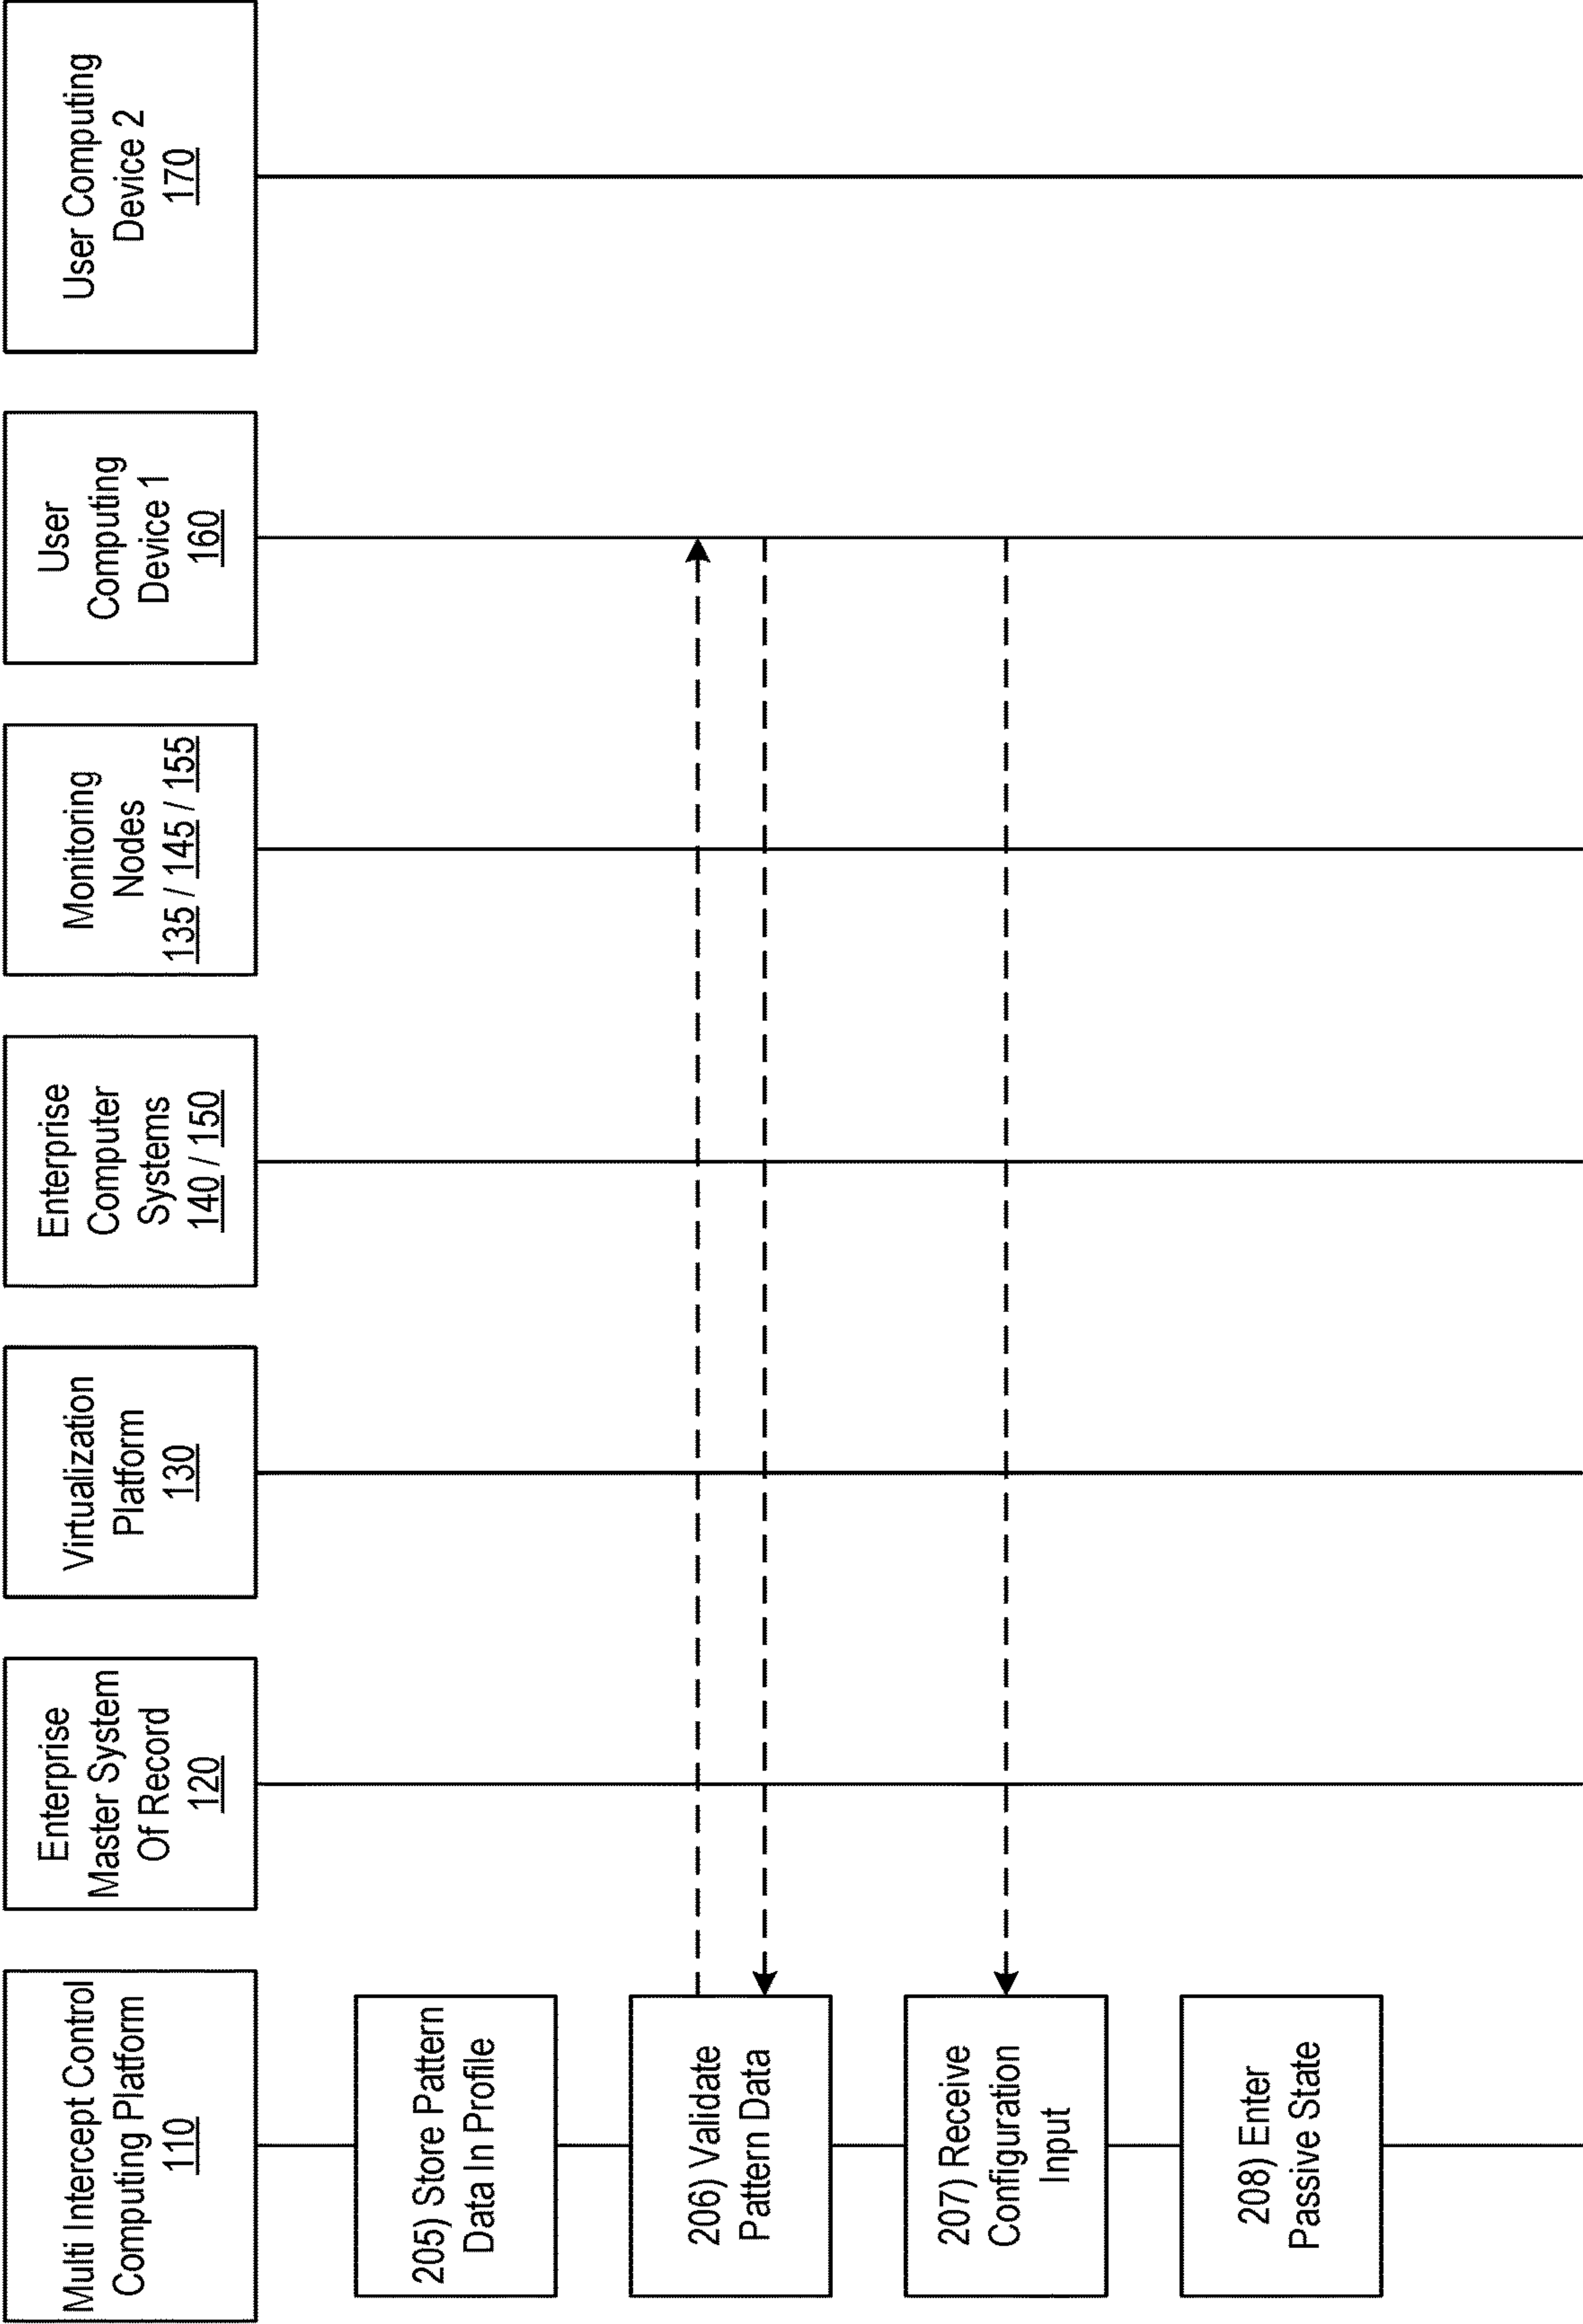 Multi Intercept Control
Computing Platform
110
Enterprise
Master System
Of Record
120
Virtualization
Platform
130
Enterprise
Computer
Systems
140 / 150
Monitoring
Nodes
135 / 145 / 155
User
Computing
Device 1
160
User Computing
Device 2
170
205) Store Pattern
Data In Profile
206) Validate
Pattern Data
207) Receive
Configuration
Input
208) Enter
Passive State